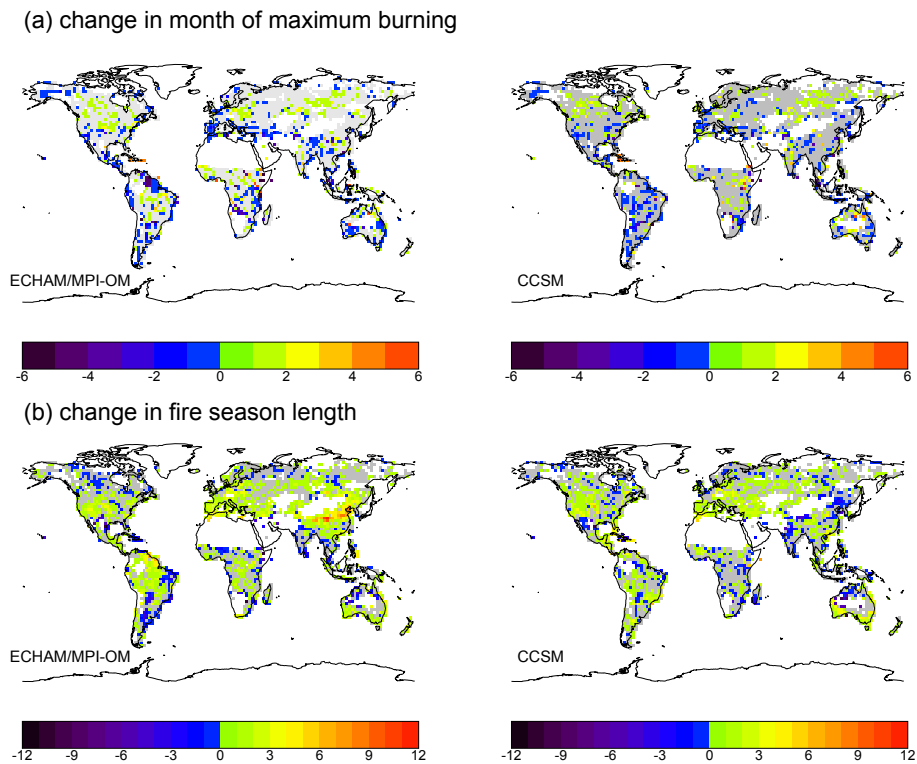 (a) change in month of maximum burning
ECHAM/MPI-OM
CCSM
-6 -4 -2 0 2 4 6
-6 -4 -2 0 2 4 6
(b) change in fire season length
ECHAM/MPI-OM
CCSM
-12 -9 -6 -3 0 3 6 9 12
-12 -9 -6 -3 0 3 6 9 12